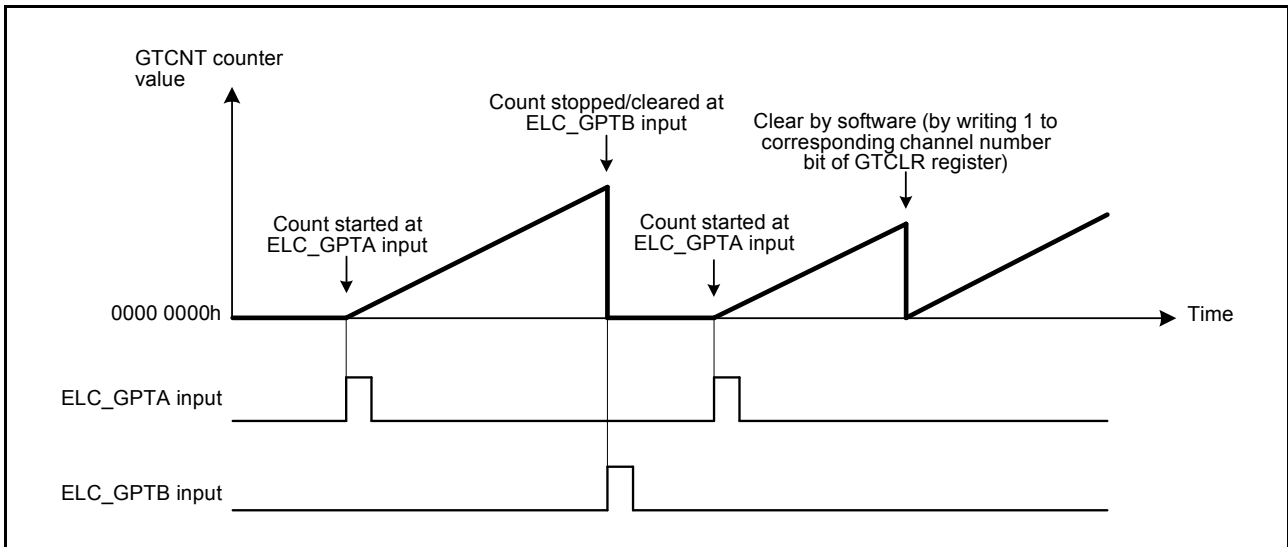 GTCNT counter
value
Count stopped/cleared at
ELC_GPTB input
Clear by software (by writing 1 to
corresponding channel number
bit of GTCLR register)
Count started at
ELC_GPTA input
Count started at
ELC_GPTA input
0000 0000h
Time
ELC_GPTA input
ELC_GPTB input